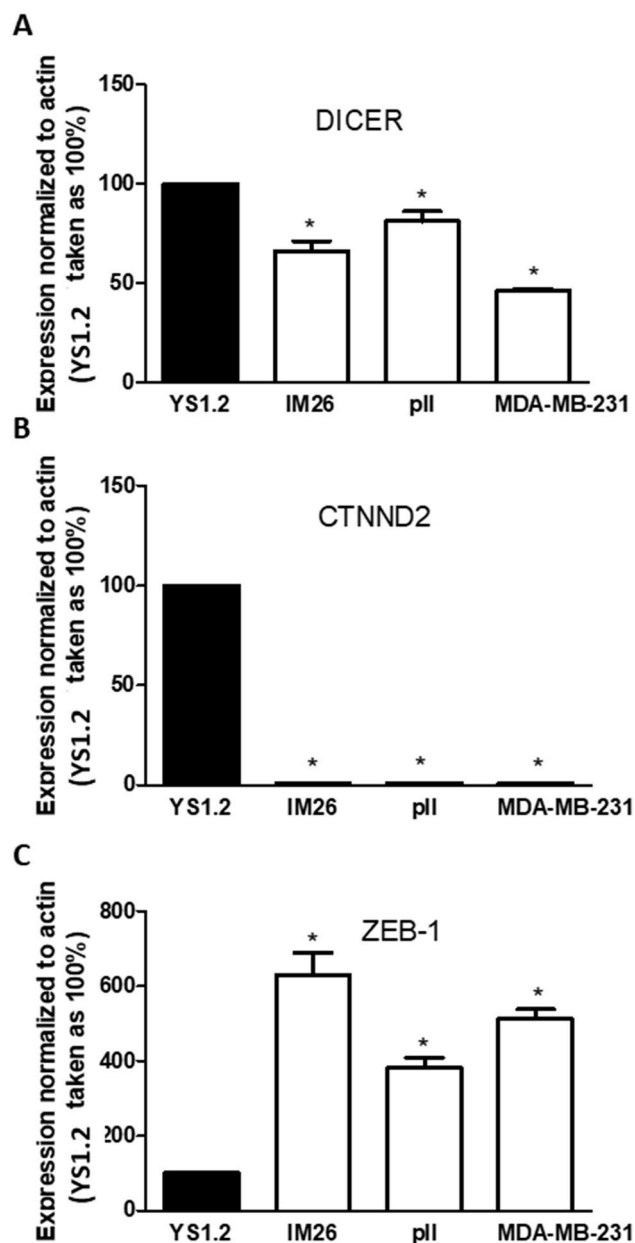 A
Expression normalized to actin
(YS1.2 taken as 100%)
150
100
50
0
DICER
*
*
*
YS1.2 IM26 pII MDA-MB-231
B
Expression normalized to actin
(YS1.2 taken as 100%)
150
100
50
0
CTNND2
*
*
*
YS1.2 IM26 pII MDA-MB-231
C
Expression normalized to actin
(YS1.2 taken as 100%)
800
600
400
200
0
ZEB-1
*
*
*
YS1.2 IM26 pII MDA-MB-231